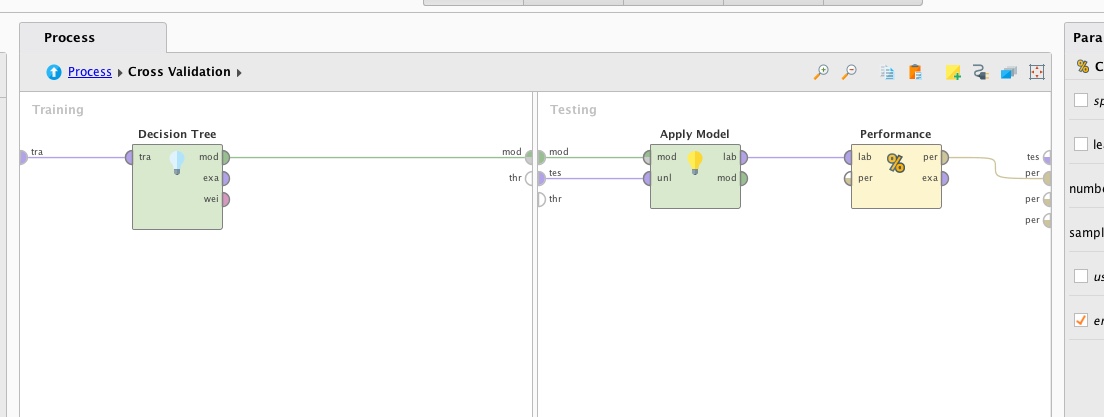 Process
Para
Process Cross Validation
C
Training
Testing
sp
Decision Tree
Apply Model
Performance
le
tra
tra mod
mod
mod
mod lab
lab per
tes
exa
thr
tes
unl mod
per exa
per
numbe
wei
thr
per
per
sampl
us
er